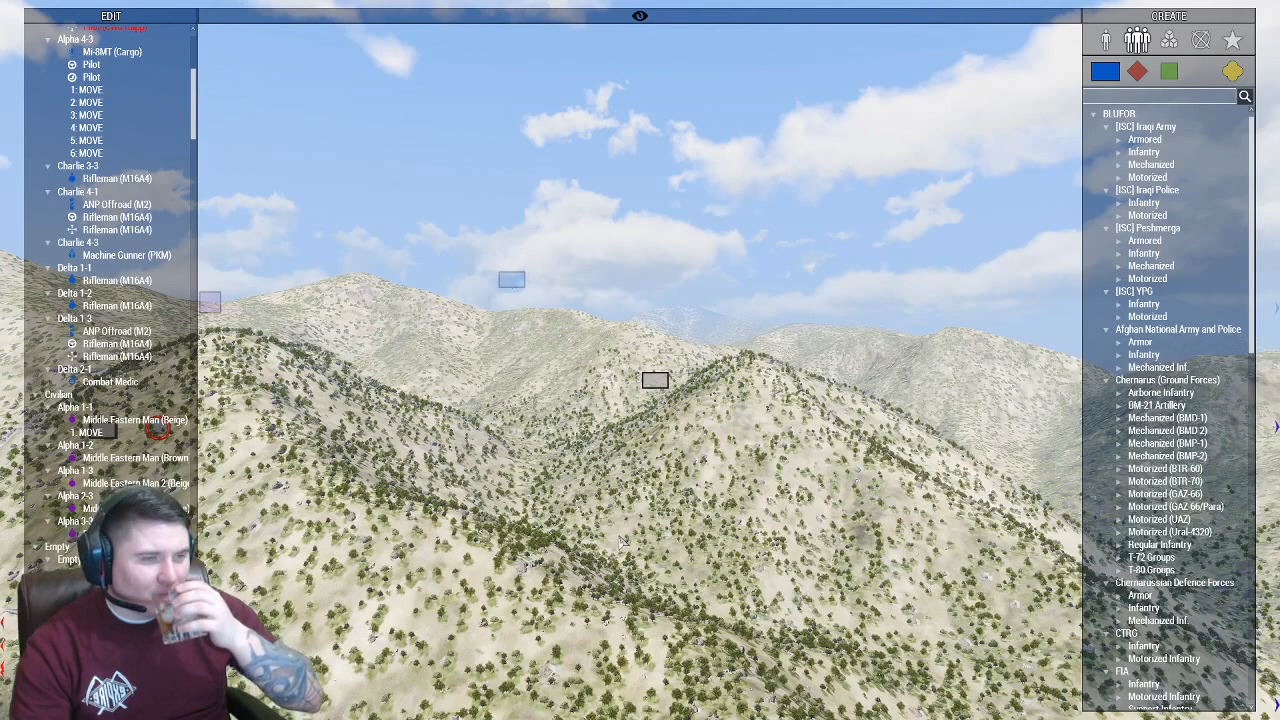 EDIT
Alpha 4-3
Mi-8MT (Cargo)
Pilot
Pilot
1: MOVE
2: MOVE
3: MOVE
4: MOVE
5: MOVE
6: MOVE
Charlie 3-3
Rifleman (M16A4)
Charlie 4-1
ANP Offroad (M2)
Rifleman (M16A4)
Rifleman (M16A4)
Charlie 4-3
Machine Gunner (PKM)
Delta 1-1
Rifleman (M16A4)
Delta 1-2
Rifleman (M16A4)
Delta 1-3
ANP Offroad (M2)
Rifleman (M16A4)
Rifleman (M16A4)
Delta 2-1
Combat Medic
Civilian
Alpha 1-1
Middle Eastern Man (Beige)
1: MOVE
Alpha 1-2
Middle Eastern Man (Brown
Alpha 1-3
Middle Eastern Man 2 (Beig
Alpha 2-3
Alpha 3-3
Empty
CREATE
BLUFOR
[ISC] Iraqi Army
Armored
Infantry
Mechanized
Motorized
[ISC] Iraqi Police
Infantry
Motorized
[ISC] Peshmerga
Armored
Infantry
Mechanized
Motorized
[ISC] YPG
Infantry
Motorized
Afghan National Army and Police
Armor
Infantry
Mechanized Inf.
Chernarus (Ground Forces)
Airborne Infantry
BM-21 Artillery
Mechanized (BMD-1)
Mechanized (BMD-2)
Mechanized (BMP-1)
Mechanized (BMP-2)
Motorized (BTR-60)
Motorized (BTR-70)
Motorized (GAZ-66)
Motorized (GAZ-66/Para)
Motorized (UAZ)
Motorized (Ural-4320)
Regular Infantry
T-72 Groups
T-80 Groups
Chernarussian Defence Forces
Armor
Infantry
Mechanized Inf.
CTRG
Infantry
Motorized Infantry
FIA
Infantry
Motorized Infantry
Support Infantry